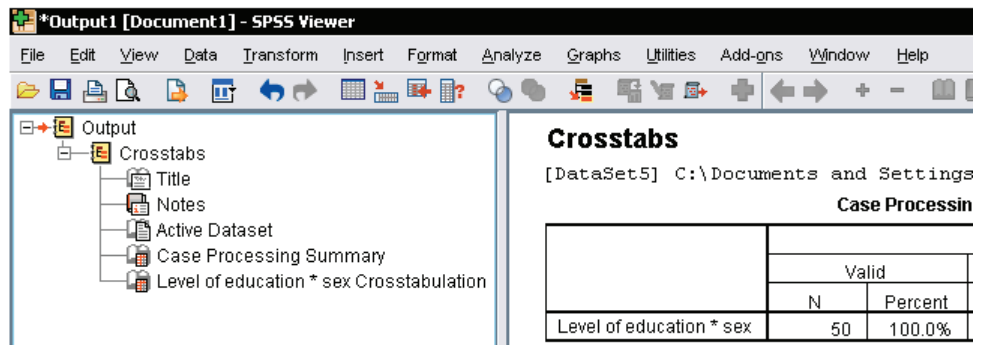 *Output1 [Document1] - SPSS Viewer
File Edit View Data Transform Insert Format Analyze Graphs Utilities Add-ons Window Help
Output
Crosstabs
Title
Notes
Active Dataset
Case Processing Summary
Level of education * sex Crosstabulation
Crosstabs
[DataSet5] C:\Documents and Settings
Case Processin
Valid
N Percent
Level of education * sex 50 100.0%